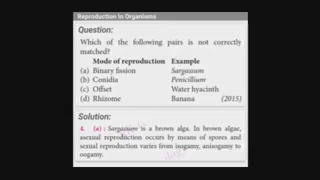 Reproduction in Organisms
Question:
Which of the following pairs is not correctly
matched?
Mode of reproduction Example
(a) Binary fission Sargassum
(b) Conidia Penicillium
(c) Offset Water hyacinth
(d) Rhizome Banana (2015)
Solution:
4. (a) : Sargassum is a brown alga. In brown algae,
asexual reproduction occurs by means of spores and
sexual reproduction varies from isogamy, anisogamy to
oogamy.